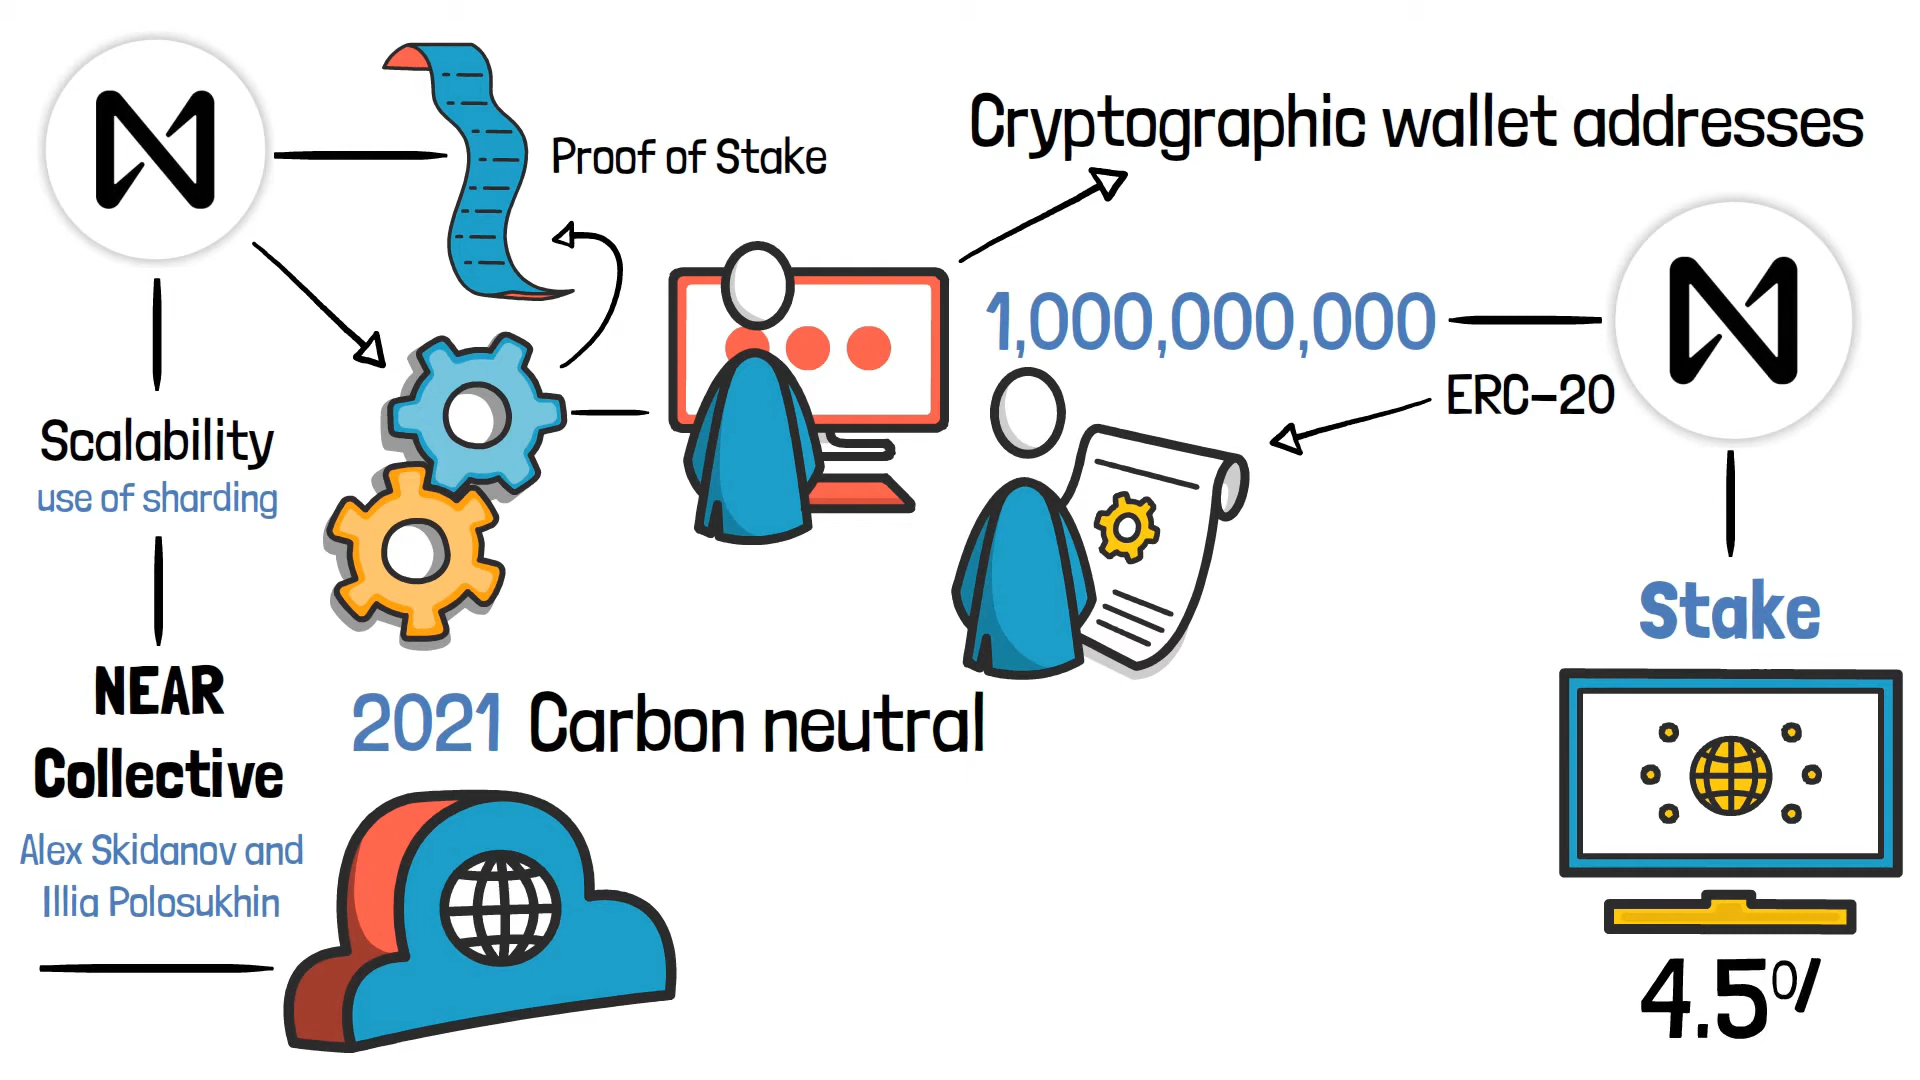 Proof of Stake
Cryptographic wallet addresses
1,000,000,000
ERC-20
Scalability
use of sharding
Stake
NEAR
Collective
2021 Carbon neutral
Alex Skidanov and
Illia Polosukhin
4.5%